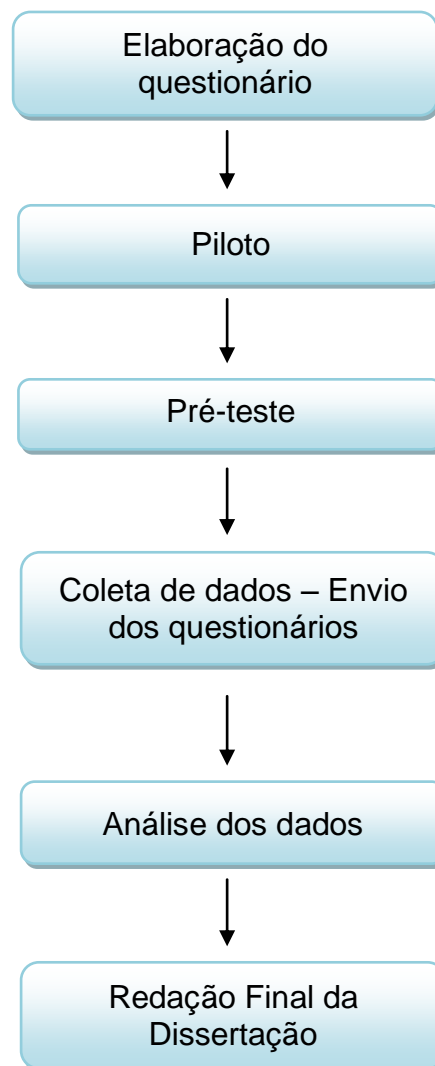 Elaboração do
questionário
Piloto
Pré-teste
Coleta de dados – Envio
dos questionários
Análise dos dados
Redação Final da
Dissertação